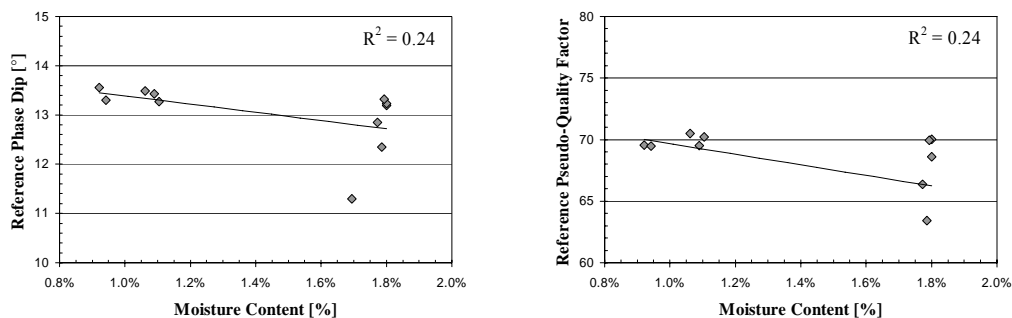 15
14
13
12
11
10
Reference Phase Dip [°]
R² = 0.24
0.8% 1.0% 1.2% 1.4% 1.6% 1.8% 2.0%
Moisture Content [%]
80
75
70
65
60
Reference Pseudo-Quality Factor
R² = 0.24
0.8% 1.0% 1.2% 1.4% 1.6% 1.8% 2.0%
Moisture Content [%]